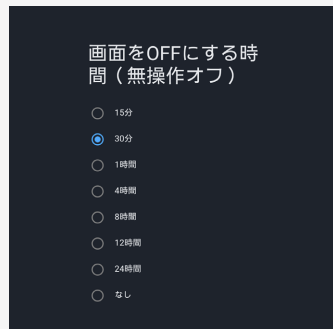 画面をOFFにする時
間（無操作オフ）
15分
30分
1時間
4時間
8時間
12時間
24時間
なし